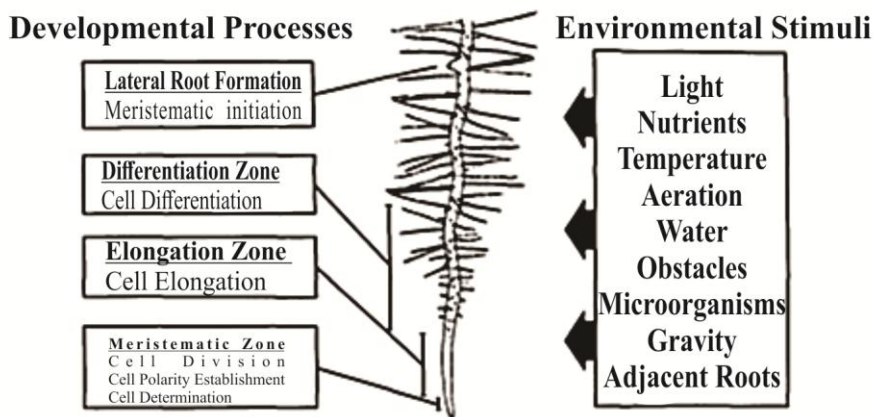 Developmental Processes
Lateral Root Formation
Meristematic initiation
Differentiation Zone
Cell Differentiation
Elongation Zone
Cell Elongation
Meristematic Zone
Cell Division
Cell Polarity Establishment
Cell Determination
Environmental Stimuli
Light
Nutrients
Temperature
Aeration
Water
Obstacles
Microorganisms
Gravity
Adjacent Roots